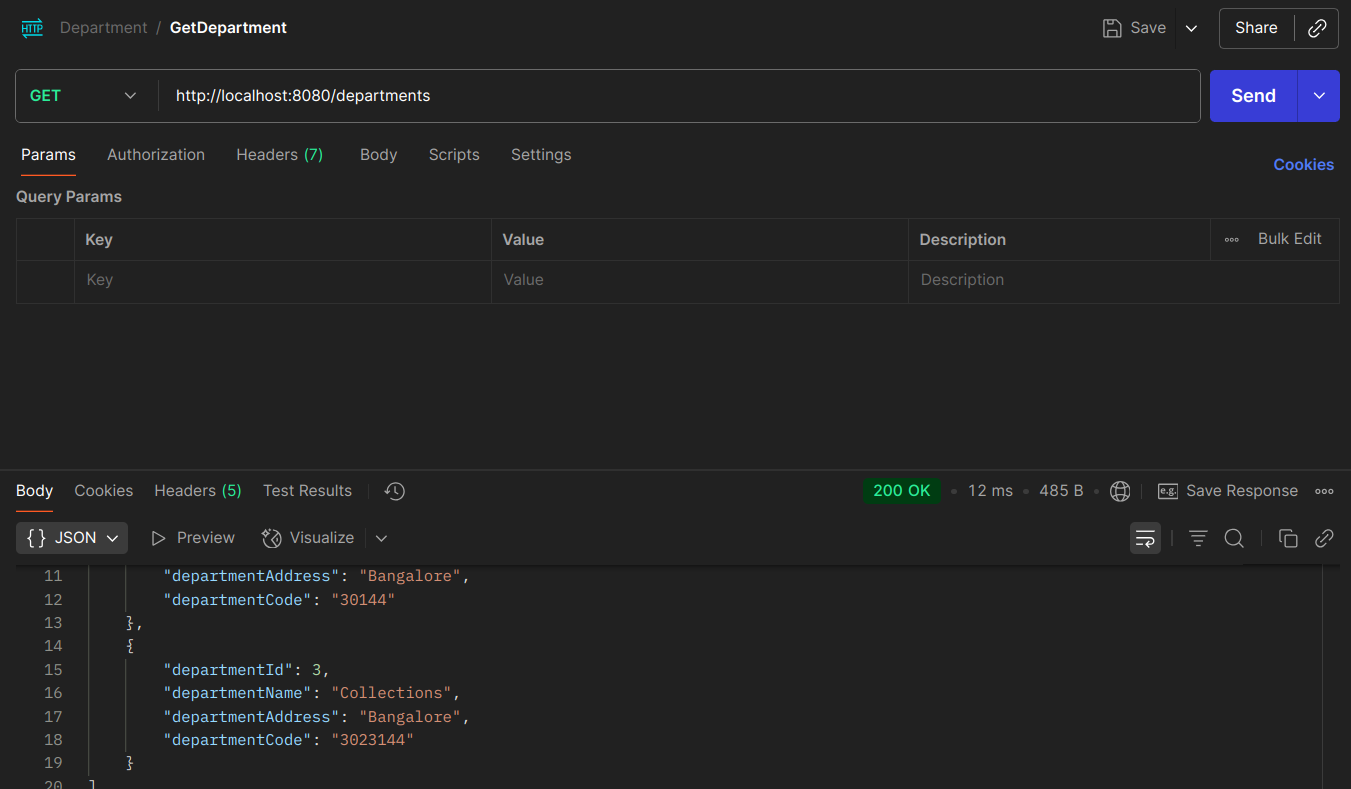 HTTP Department / GetDepartment Save Share
GET http://localhost:8080/departments Send
Params Authorization Headers (7) Body Scripts Settings Cookies
Query Params
Key Value Description Bulk Edit
Key Value Description
Body Cookies Headers (5) Test Results 200 OK 12 ms 485 B e.g. Save Response
{} JSON Preview Visualize
11 "departmentAddress": "Bangalore",
12 "departmentCode": "30144"
13 },
14 {
15 "departmentId": 3,
16 "departmentName": "Collections",
17 "departmentAddress": "Bangalore",
18 "departmentCode": "3023144"
19 }
20 ]